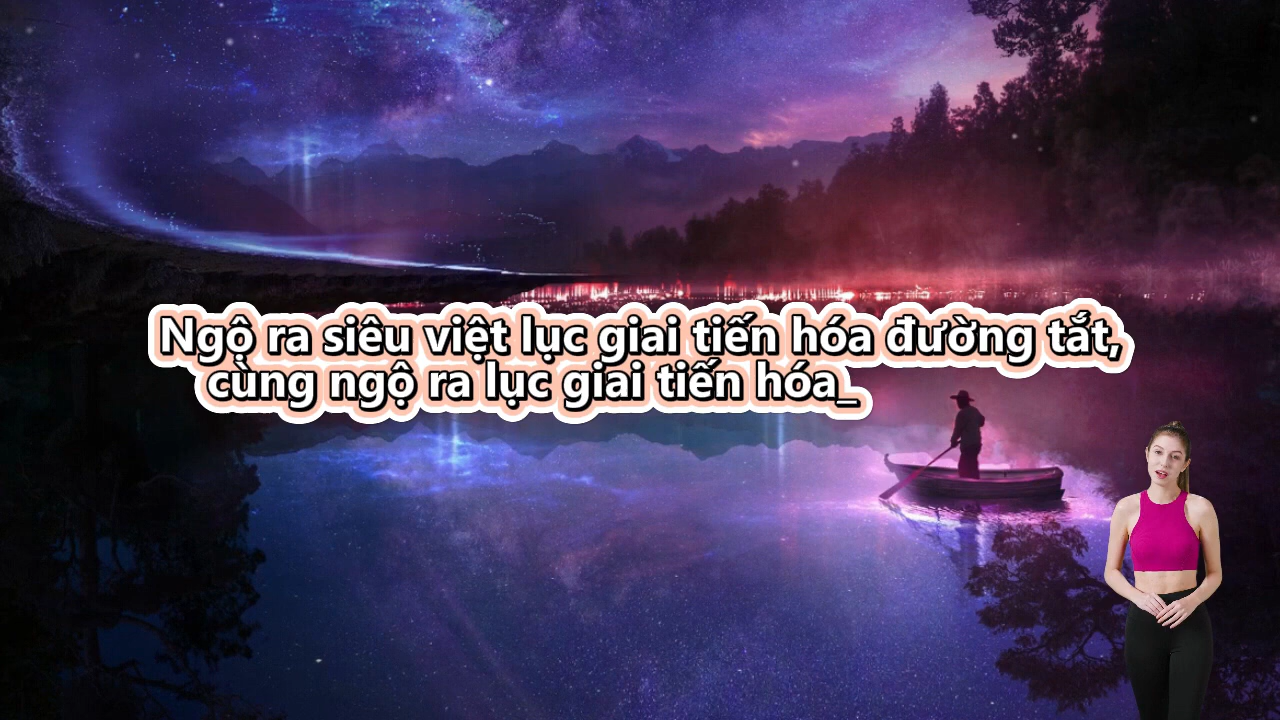 Ngộ ra siêu việt lục giai tiến hóa đường tắt,
cùng ngộ ra lục giai tiến hóa_